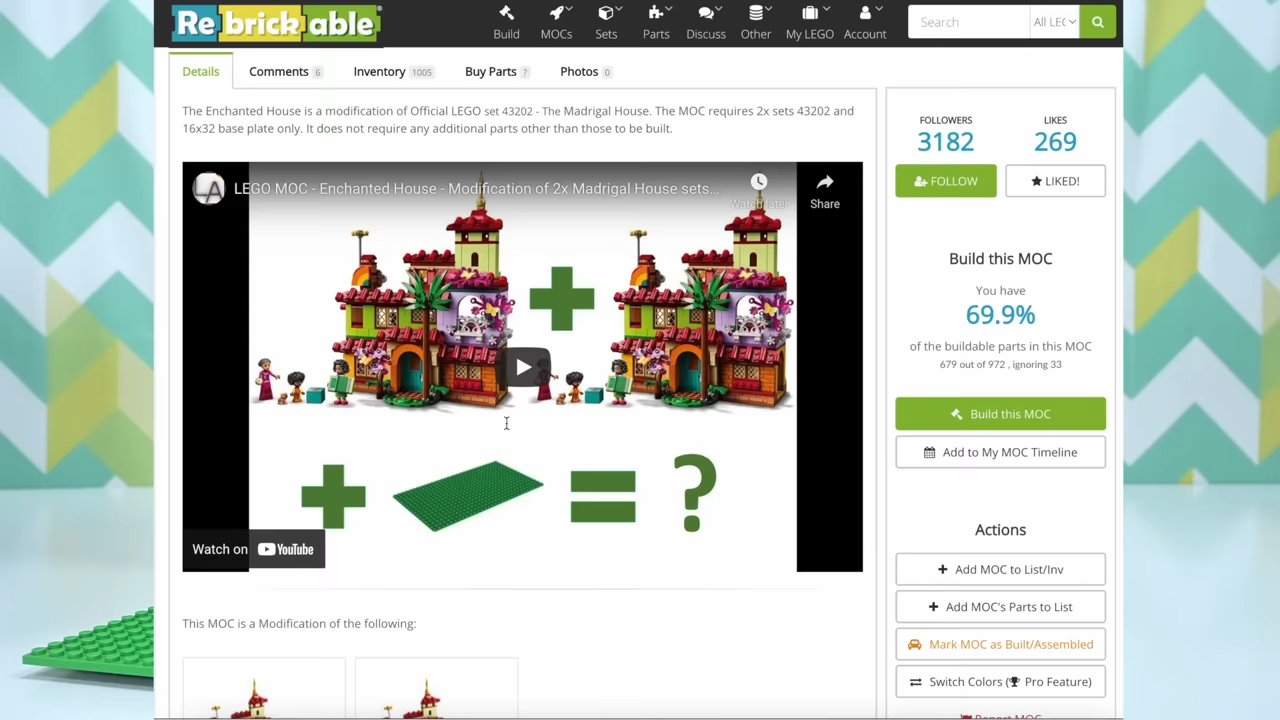 Rebrickable®
Build
MOCs
Sets
Parts
Discuss
Other
My LEGO
Account
Search
All LEG
Details
Comments 6
Inventory 1005
Buy Parts ?
Photos 0
The Enchanted House is a modification of Official LEGO set 43202 - The Madrigal House. The MOC requires 2x sets 43202 and
16x32 base plate only. It does not require any additional parts other than those to be built.
LA
LEGO MOC - Enchanted House - Modification of 2x Madrigal House sets...
Watch later
Share
+
+ = ?
Watch on YouTube
This MOC is a Modification of the following:
FOLLOWERS
3182
LIKES
269
FOLLOW
LIKED!
Build this MOC
You have
69.9%
of the buildable parts in this MOC
679 out of 972 , ignoring 33
Build this MOC
Add to My MOC Timeline
Actions
+ Add MOC to List/Inv
+ Add MOC's Parts to List
Mark MOC as Built/Assembled
Switch Colors ( Pro Feature)
Report MOC